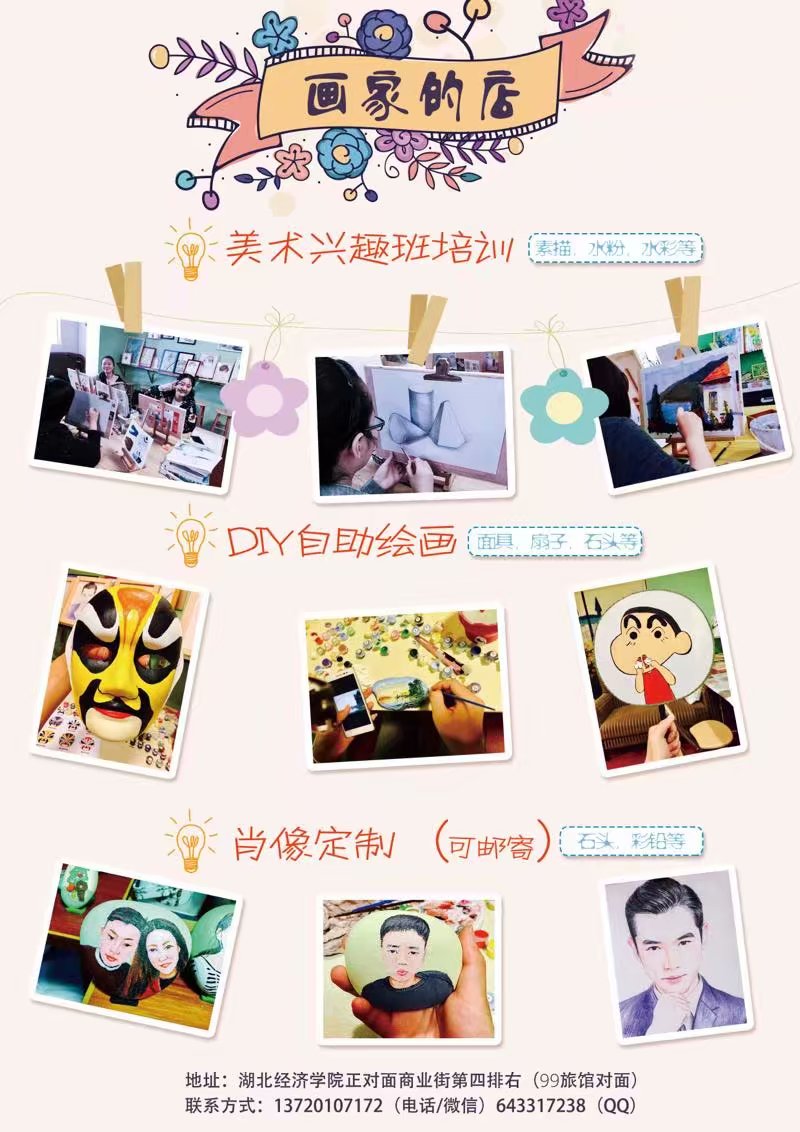 画家的店
美术兴趣班培训 素描、水粉、水彩等
DIY自助绘画 面具、扇子、石头等
肖像定制 (可邮寄) 石头、彩铅等
地址：湖北经济学院正对面商业街第四排右（99旅馆对面）
联系方式：13720107172（电话/微信）643317238（QQ）